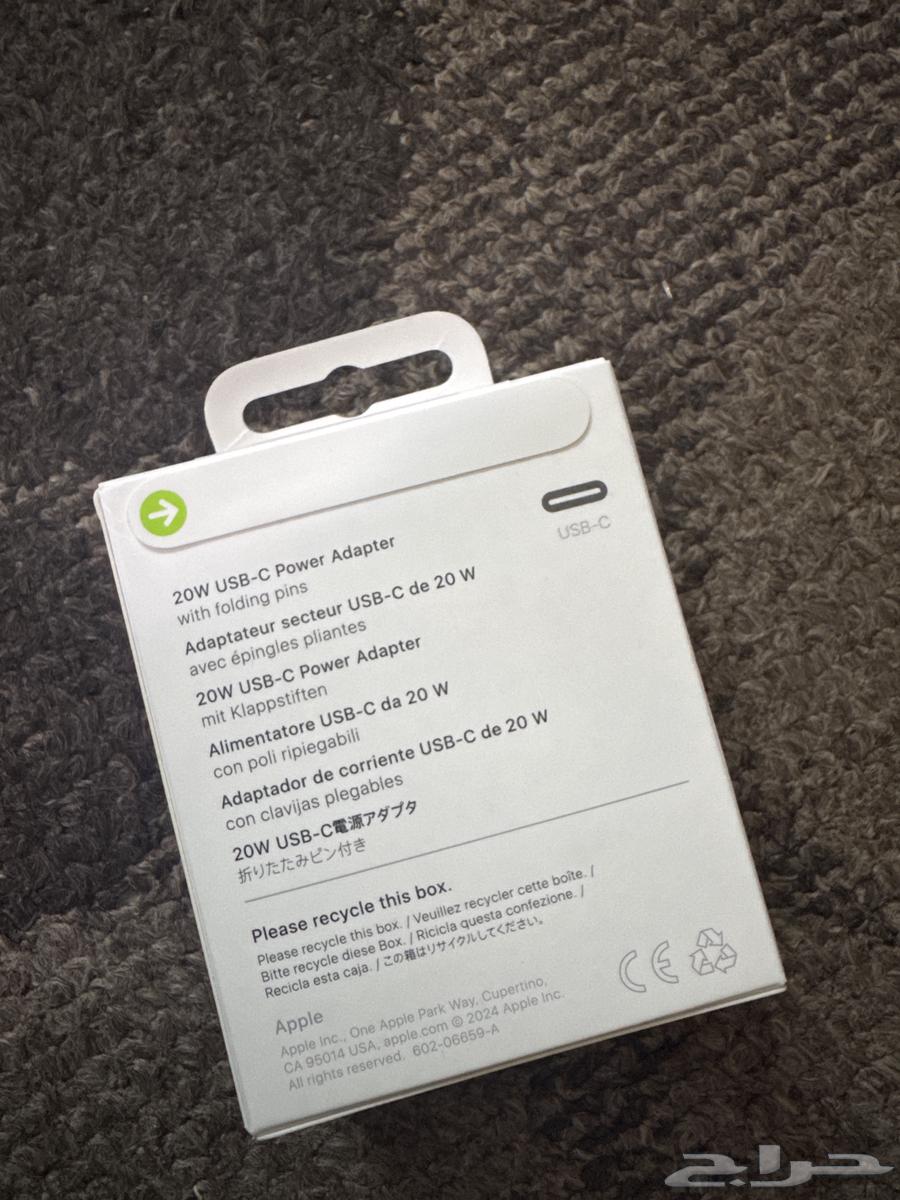 USB-C
20W USB-C Power Adapter
with folding pins
Adaptateur secteur USB-C de 20 W
avec épingles pliantes
20W USB-C Power Adapter
mit Klappstiften
Alimentatore USB-C da 20 W
con poli ripiegabili
Adaptador de corriente USB-C de 20 W
con clavijas plegables
20W USB-C電源アダプタ
折りたたみピン付き
Please recycle this box.
Please recycle this box. / Veuillez recycler cette boîte. /
Bitte recycle diese Box. / Ricicla questa confezione. /
Recicla esta caja. / この箱はリサイクルしてください。
CE
Apple
Apple Inc., One Apple Park Way, Cupertino,
CA 95014 USA, apple.com © 2024 Apple Inc.
All rights reserved. 602-06659-A
حراج